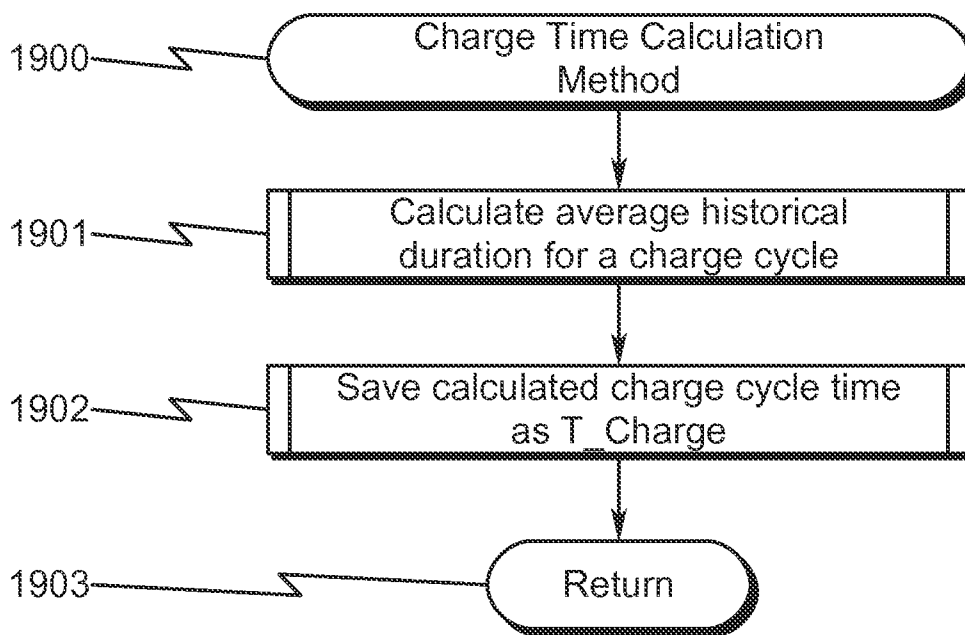 1900
Charge Time Calculation
Method
1901
Calculate average historical
duration for a charge cycle
1902
Save calculated charge cycle time
as T_Charge
1903
Return